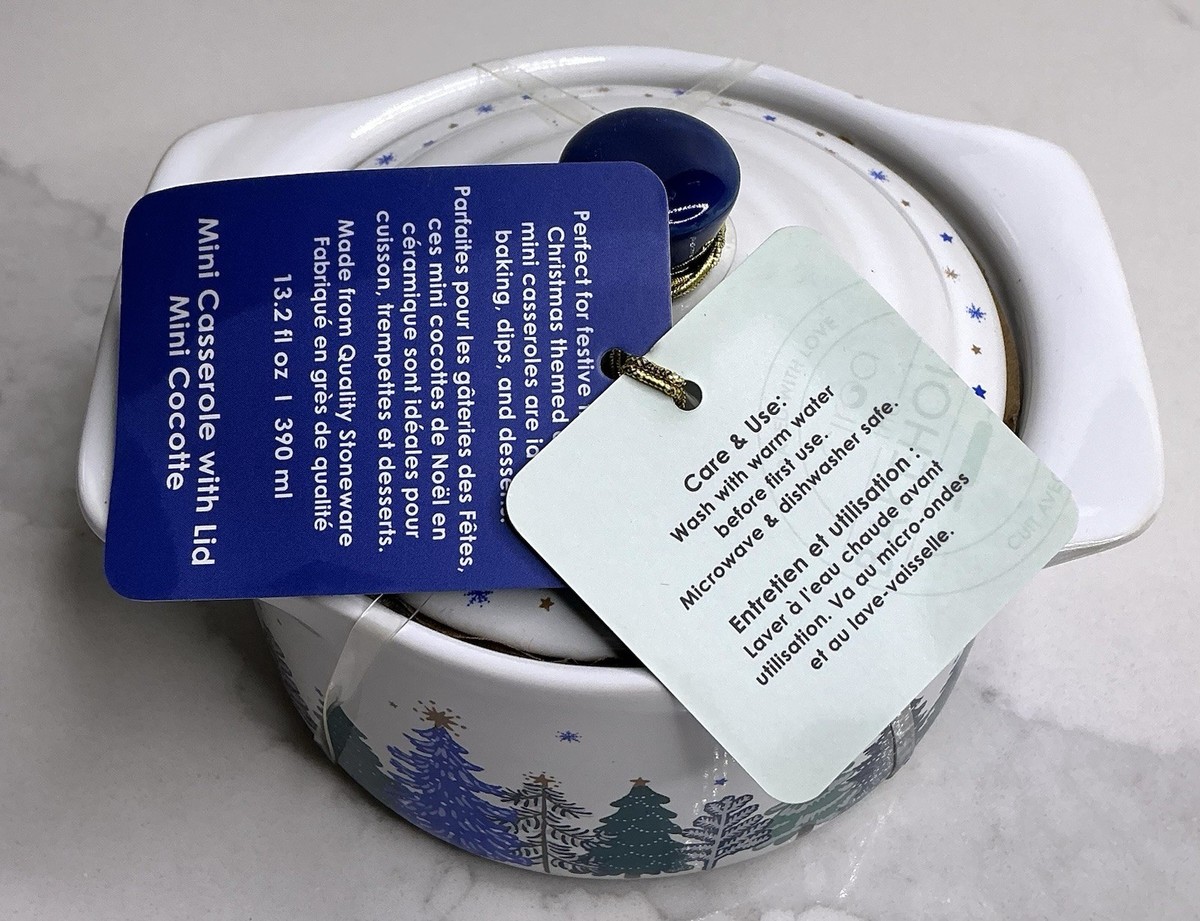 Perfect for festive
Christmas themed
mini casseroles are
baking, dips, and
Parfaites pour les gâteries des Fêtes,
ces mini cocottes de Noël en
céramique sont idéales pour
cuisson, trempettes et desserts.
Made from Quality Stoneware
Fabriqué en grès de qualité
13.2 fl oz | 390 ml
Mini Casserole with Lid
Mini Cocotte
Care & Use:
Wash with warm water
before first use.
Microwave & dishwasher safe.
Entretien et utilisation :
Laver à l'eau chaude avant
utilisation. Va au micro-ondes
et au lave-vaisselle.
WITH LOVE
CUIT AVE